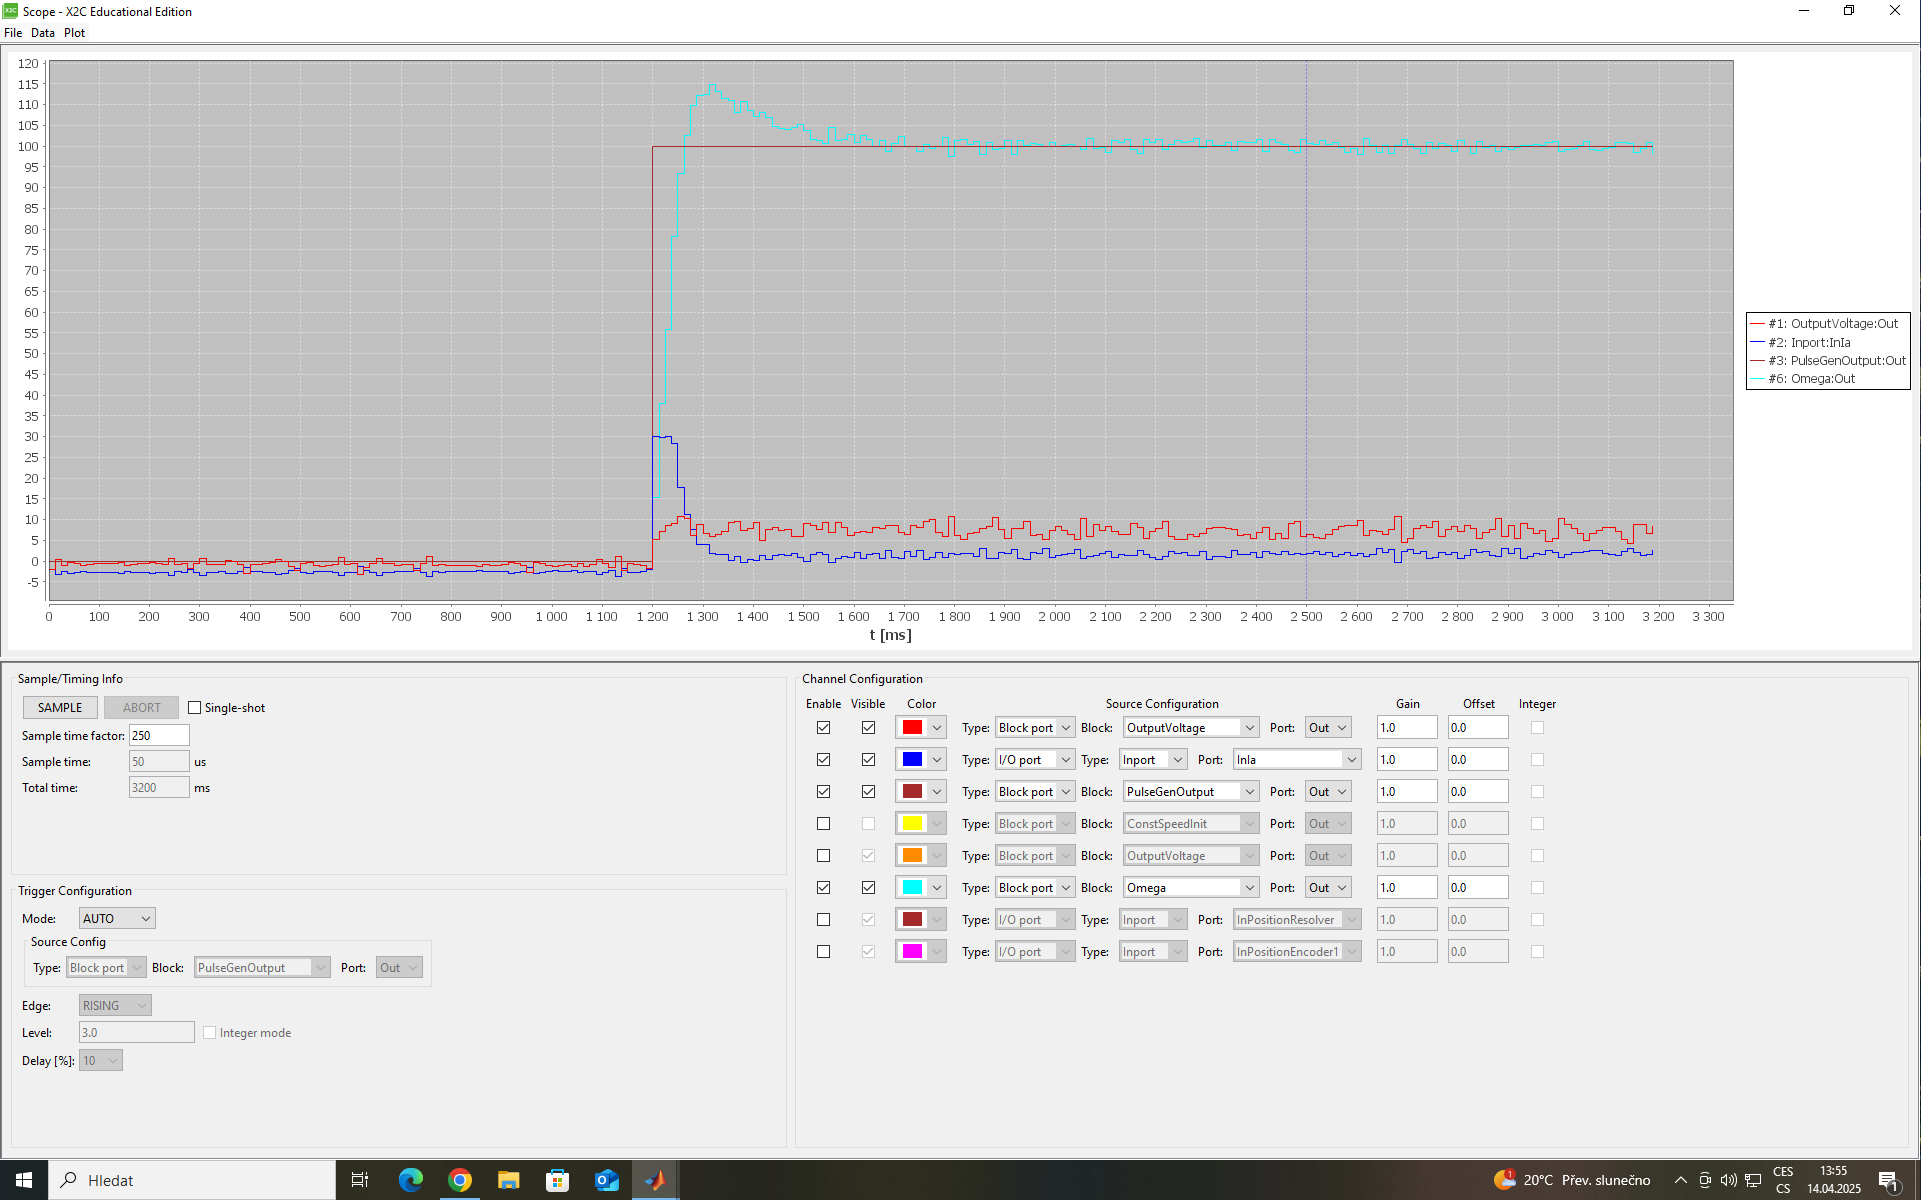 Scope - X2C Educational Edition
File Data Plot
120
115
110
105
100
95
90
85
80
75
70
65
60
55
50
45
40
35
30
25
20
15
10
5
0
-5
0 100 200 300 400 500 600 700 800 900 1 000 1 100 1 200 1 300 1 400 1 500 1 600 1 700 1 800 1 900 2 000 2 100 2 200 2 300 2 400 2 500 2 600 2 700 2 800 2 900 3 000 3 100 3 200 3 300
t [ms]
#1: OutputVoltage:Out
#2: Inport:InIa
#3: PulseGenOutput:Out
#6: Omega:Out
Sample/Timing Info
SAMPLE ABORT Single-shot
Sample time factor: 250
Sample time: 50 us
Total time: 3200 ms
Trigger Configuration
Mode: AUTO
Source Config
Type: Block port Block: PulseGenOutput Port: Out
Edge: RISING
Level: 3.0 Integer mode
Delay [%]: 10
Channel Configuration
Enable Visible Color Source Configuration Gain Offset Integer
Type: Block port Block: OutputVoltage Port: Out 1.0 0.0
Type: I/O port Type: Inport Port: InIa 1.0 0.0
Type: Block port Block: PulseGenOutput Port: Out 1.0 0.0
Type: Block port Block: ConstSpeedInit Port: Out 1.0 0.0
Type: Block port Block: OutputVoltage Port: Out 1.0 0.0
Type: Block port Block: Omega Port: Out 1.0 0.0
Type: I/O port Type: Inport Port: InPositionResolver 1.0 0.0
Type: I/O port Type: Inport Port: InPositionEncoder1 1.0 0.0
Hledat
1 20°C Přev. slunečno
CES
CS
13:55
14.04.2025
1